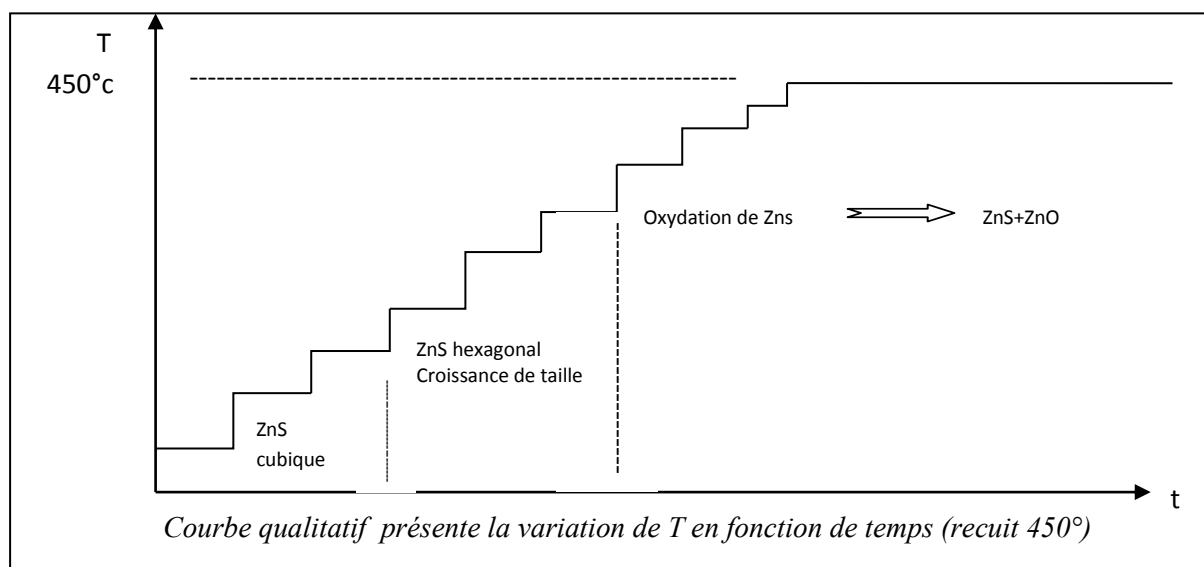 T
450°c
Oxydation de Zns
ZnS+ZnO
ZnS hexagonal
Croissance de taille
ZnS
cubique
t
Courbe qualitatif présente la variation de T en fonction de temps (recuit 450°)